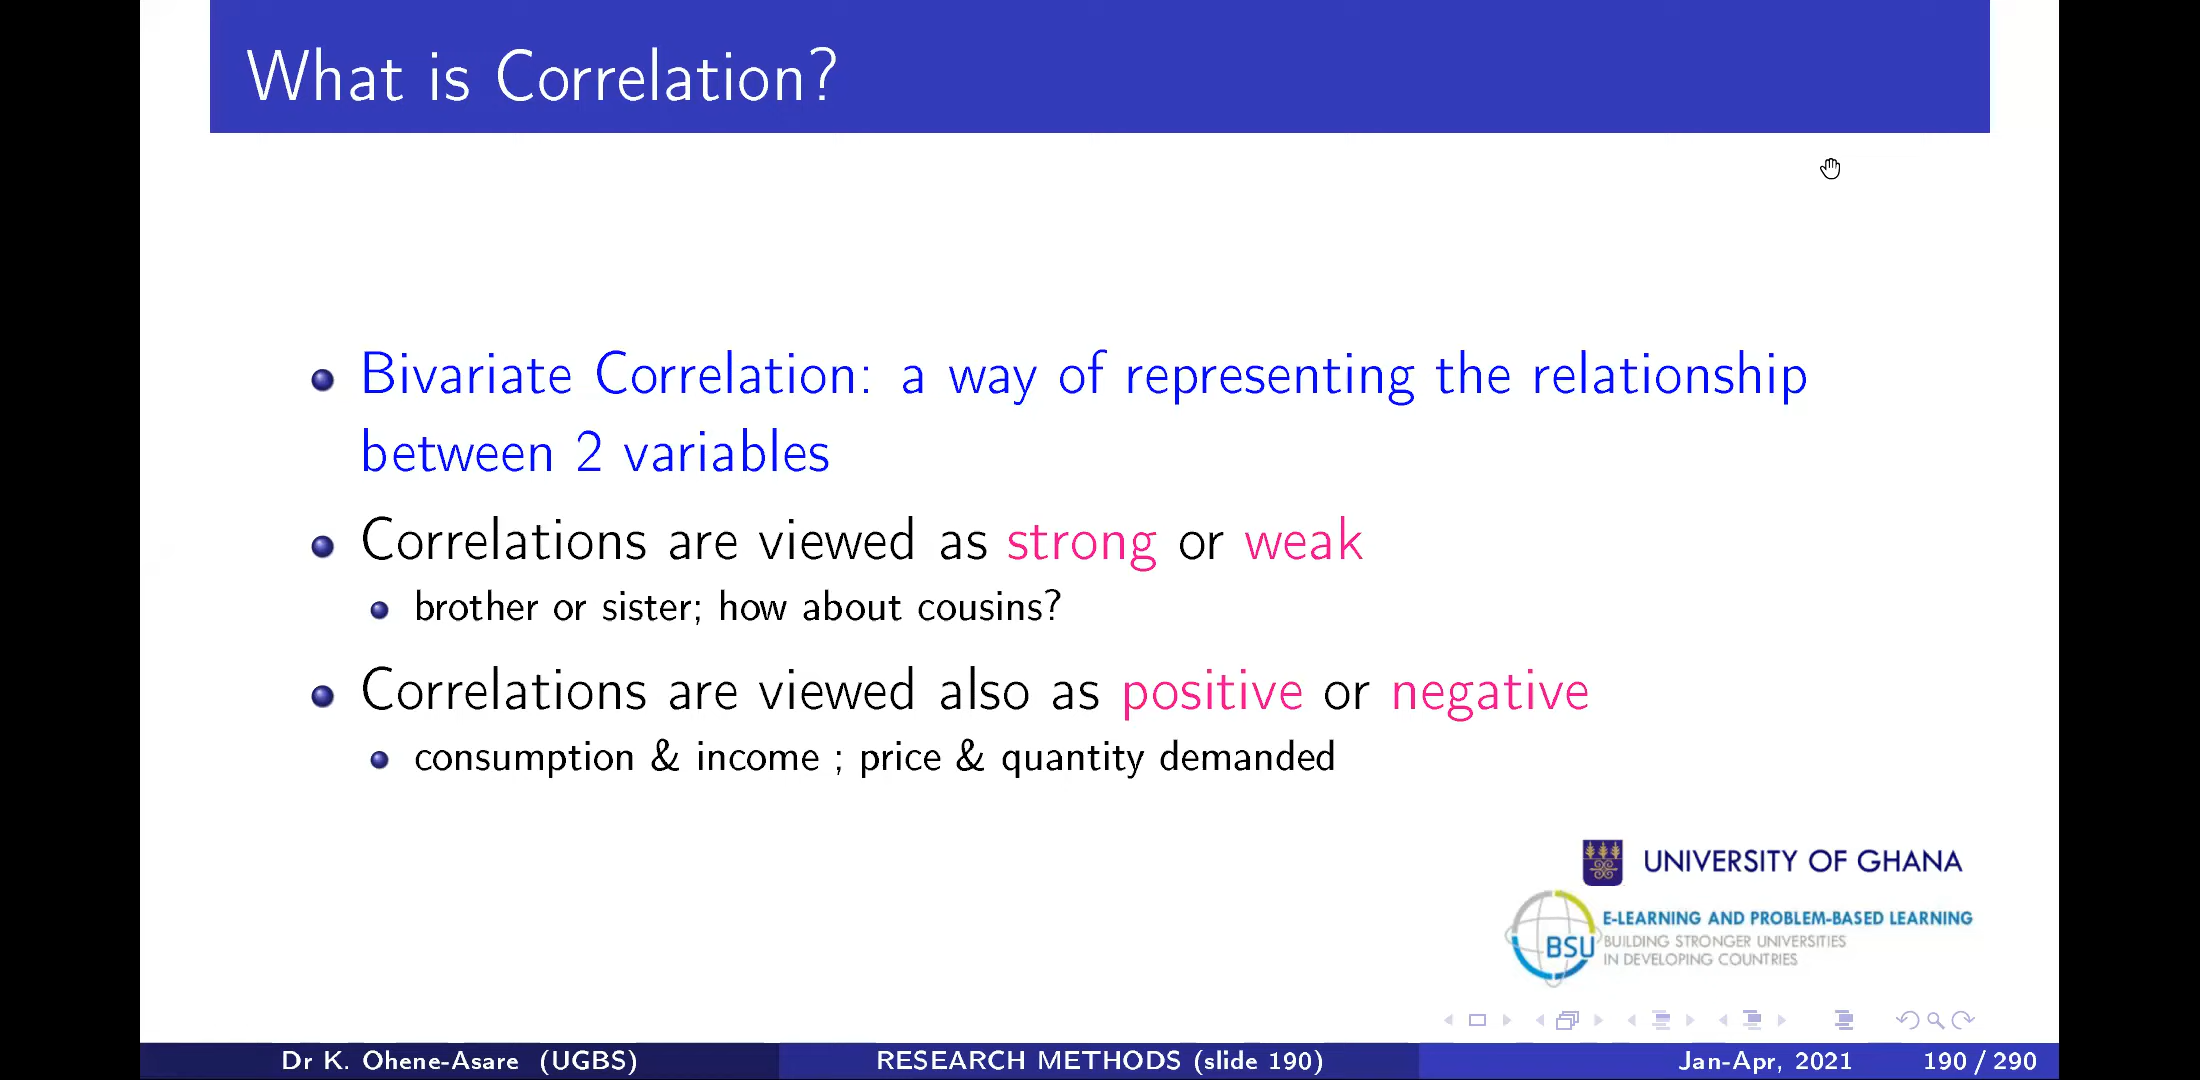 What is Correlation?
Bivariate Correlation: a way of representing the relationship
between 2 variables
Correlations are viewed as strong or weak
brother or sister; how about cousins?
Correlations are viewed also as positive or negative
consumption & income ; price & quantity demanded
UNIVERSITY OF GHANA
E-LEARNING AND PROBLEM-BASED LEARNING
BSU BUILDING STRONGER UNIVERSITIES
IN DEVELOPING COUNTRIES
Dr K. Ohene-Asare (UGBS) RESEARCH METHODS (slide 190) Jan-Apr, 2021 190 / 290